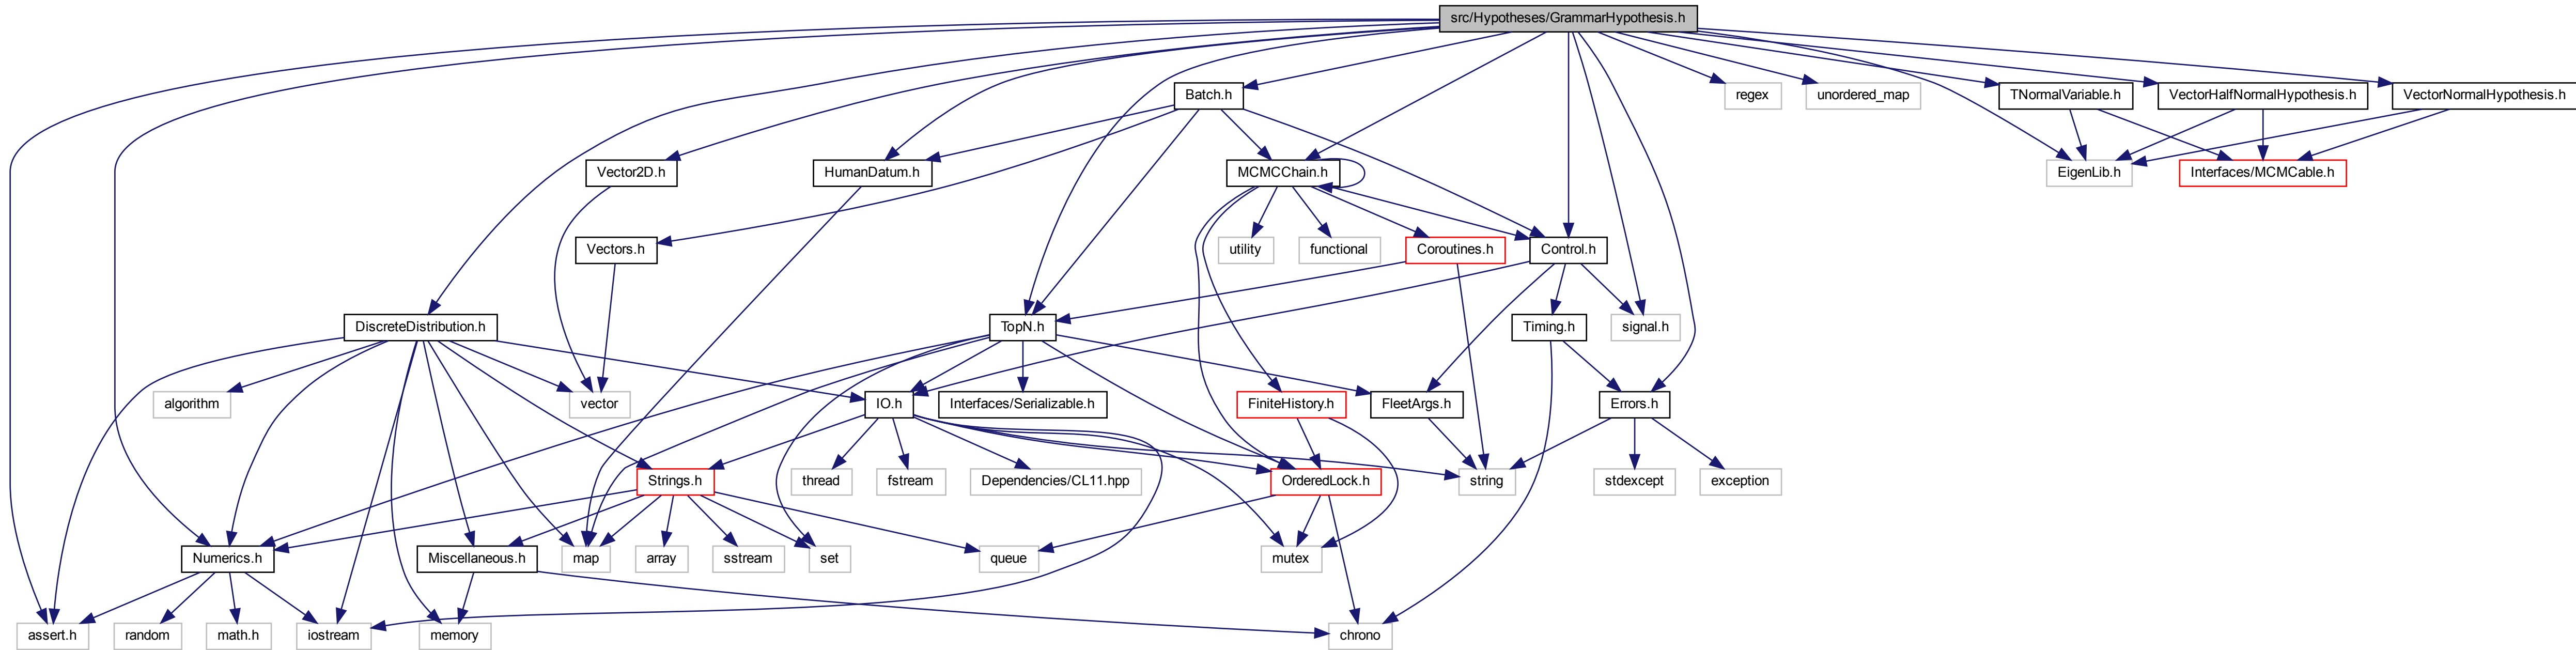 src/Hypotheses/GrammarHypothesis.h
Batch.h
regex
unordered_map
TNormalVariable.h
VectorHalfNormalHypothesis.h
VectorNormalHypothesis.h
Vector2D.h
HumanDatum.h
MCMCChain.h
EigenLib.h
Interfaces/MCMCable.h
Vectors.h
utility
functional
Coroutines.h
Control.h
DiscreteDistribution.h
TopN.h
Timing.h
signal.h
algorithm
vector
IO.h
Interfaces/Serializable.h
FiniteHistory.h
FleetArgs.h
Errors.h
Strings.h
thread
fstream
Dependencies/CL11.hpp
OrderedLock.h
string
stdexcept
exception
Numerics.h
Miscellaneous.h
map
array
sstream
set
queue
mutex
assert.h
random
math.h
iostream
memory
chrono